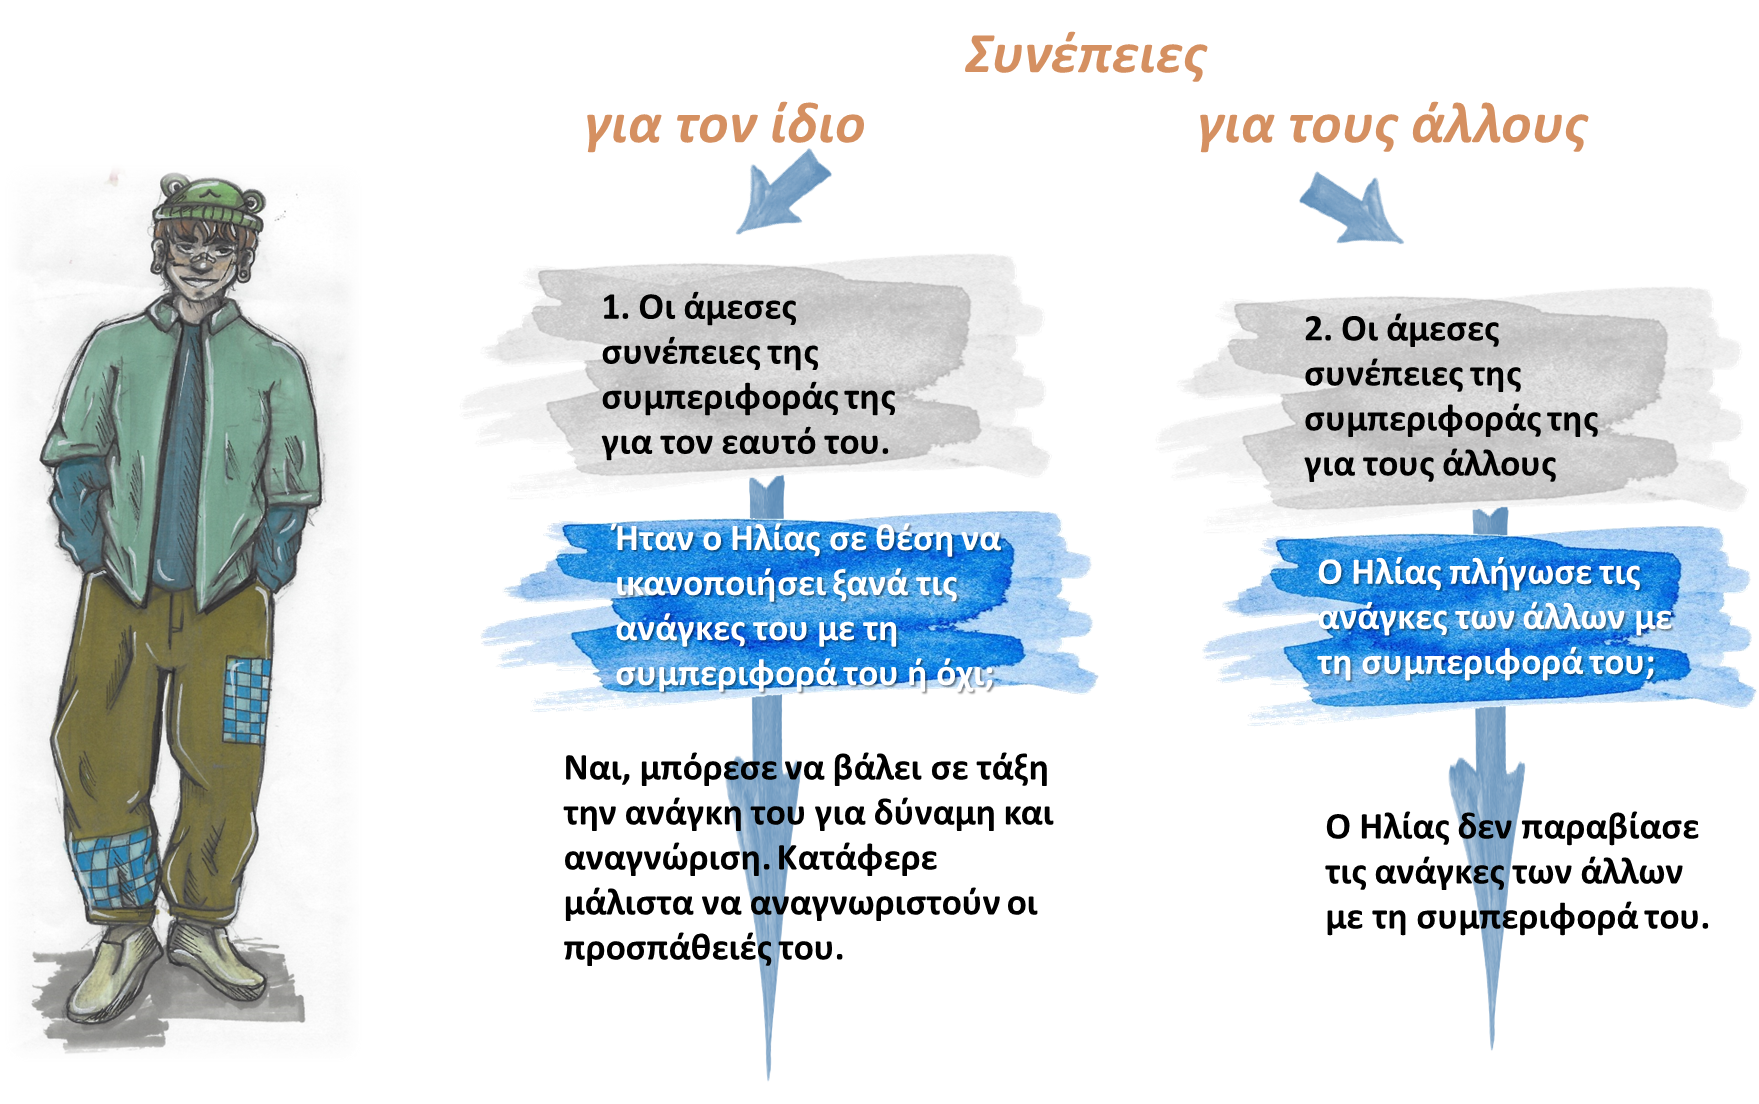 Συνέπειες
για τον ίδιο
για τους άλλους
1. Οι άμεσες
συνέπειες της
συμπεριφοράς της
για τον εαυτό του.
Ήταν ο Ηλίας σε θέση να
ικανοποιήσει ξανά τις
ανάγκες του με τη
συμπεριφορά του ή όχι;
Ναι, μπόρεσε να βάλει σε τάξη
την ανάγκη του για δύναμη και
αναγνώριση. Κατάφερε
μάλιστα να αναγνωριστούν οι
προσπάθειές του.
2. Οι άμεσες
συνέπειες της
συμπεριφοράς της
για τους άλλους
Ο Ηλίας πλήγωσε τις
ανάγκες των άλλων με
τη συμπεριφορά του;
Ο Ηλίας δεν παραβίασε
τις ανάγκες των άλλων
με τη συμπεριφορά του.